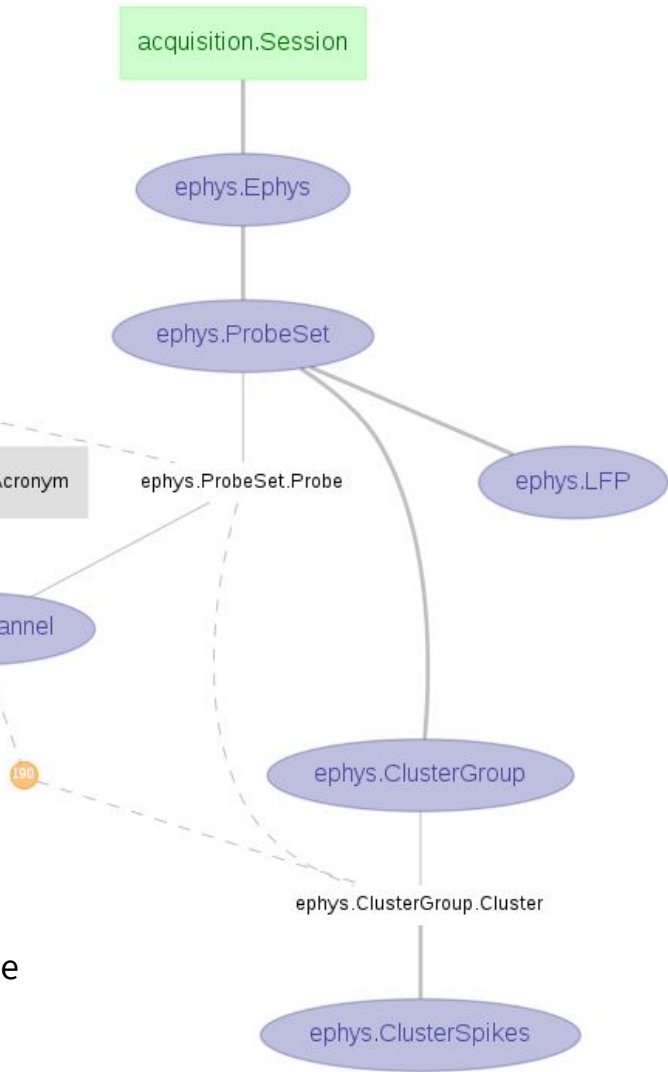 acquisition.Session
ephys.Ephys
ephys.ProbeSet
Acronym
ephys.ProbeSet.Probe
ephys.LFP
annel
190
ephys.ClusterGroup
ephys.ClusterGroup.Cluster
e
ephys.ClusterSpikes